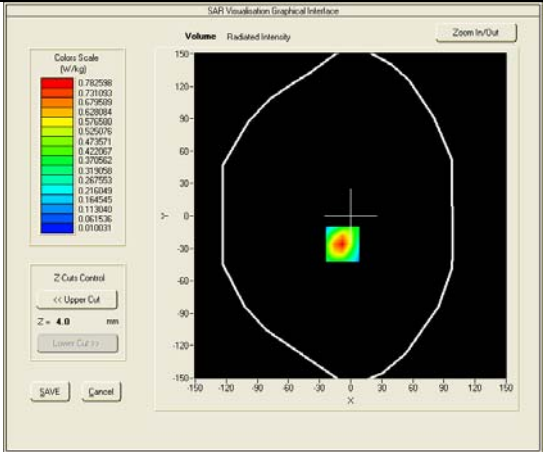 SAR Visualisation Graphical Interface
Volume Radiated Intensity
Zoom In/Out
Colors Scale
(W/kg)
0.782598
0.731093
0.679589
0.628084
0.576580
0.525076
0.473571
0.422067
0.370562
0.319058
0.267553
0.216049
0.164545
0.113040
0.061536
0.010031
Z-Cuts Control
<< Upper Cut
Z = 4.0 mm
Lower Cut >>
SAVE Cancel
150
120
90
60
30
0
-30
-60
-90
-120
-150
Y
-150 -120 -90 -60 -30 0 30 60 90 120 150
X